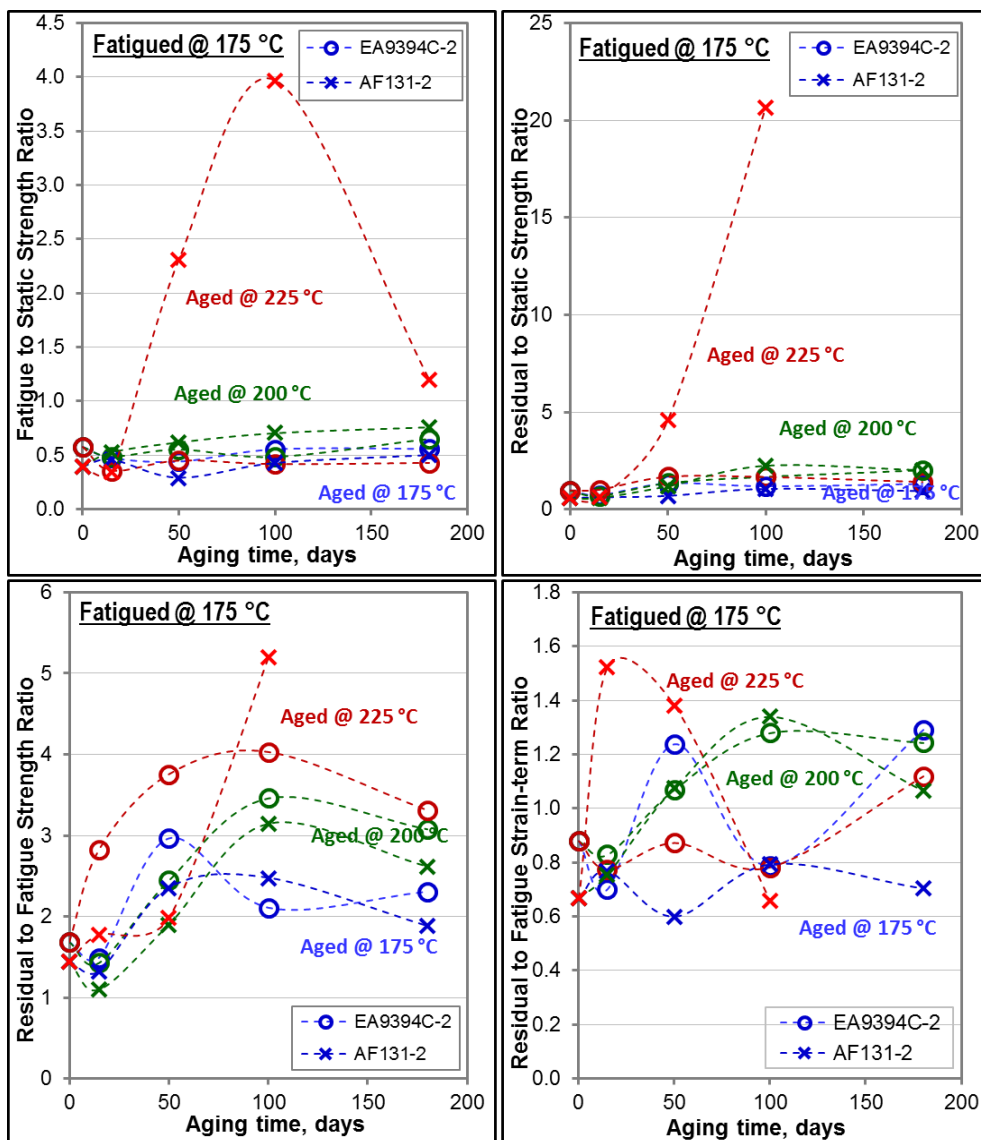 Fatigued @ 175 °C
EA9394C-2
AF131-2
Fatigue to Static Strength Ratio
4.5
4.0
3.5
3.0
2.5
2.0
1.5
1.0
0.5
0.0
Aged @ 225 °C
Aged @ 200 °C
Aged @ 175 °C
0
50
100
150
200
Aging time, days
Fatigued @ 175 °C
EA9394C-2
AF131-2
Residual to Static Strength Ratio
25
20
15
10
5
0
Aged @ 225 °C
Aged @ 200 °C
Aged @ 175 °C
0
50
100
150
200
Aging time, days
Fatigued @ 175 °C
Residual to Fatigue Strength Ratio
6
5
4
3
2
1
0
Aged @ 225 °C
Aged @ 200 °C
Aged @ 175 °C
EA9394C-2
AF131-2
0
50
100
150
200
Aging time, days
Fatigued @ 175 °C
Residual to Fatigue Strain-term Ratio
1.8
1.6
1.4
1.2
1.0
0.8
0.6
0.4
0.2
0.0
Aged @ 225 °C
Aged @ 200 °C
Aged @ 175 °C
EA9394C-2
AF131-2
0
50
100
150
200
Aging time, days